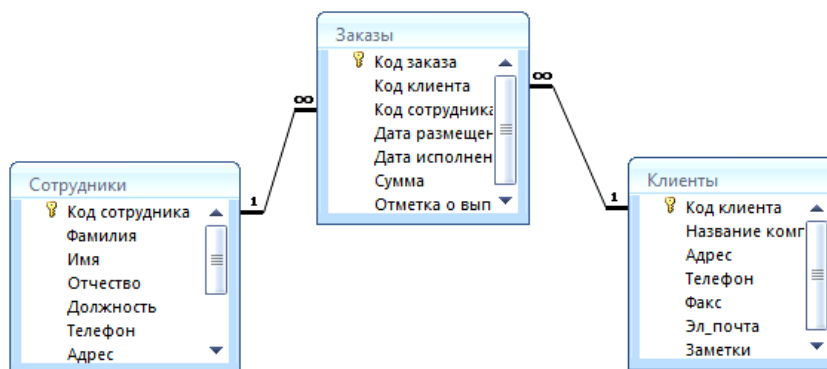 Заказы
Код заказа
Код клиента
Код сотрудника
Дата размещен
Дата исполнен
Сумма
Отметка о вып
∞
∞
1
1
Сотрудники
Код сотрудника
Фамилия
Имя
Отчество
Должность
Телефон
Адрес
Клиенты
Код клиента
Название комп
Адрес
Телефон
Факс
Эл_почта
Заметки